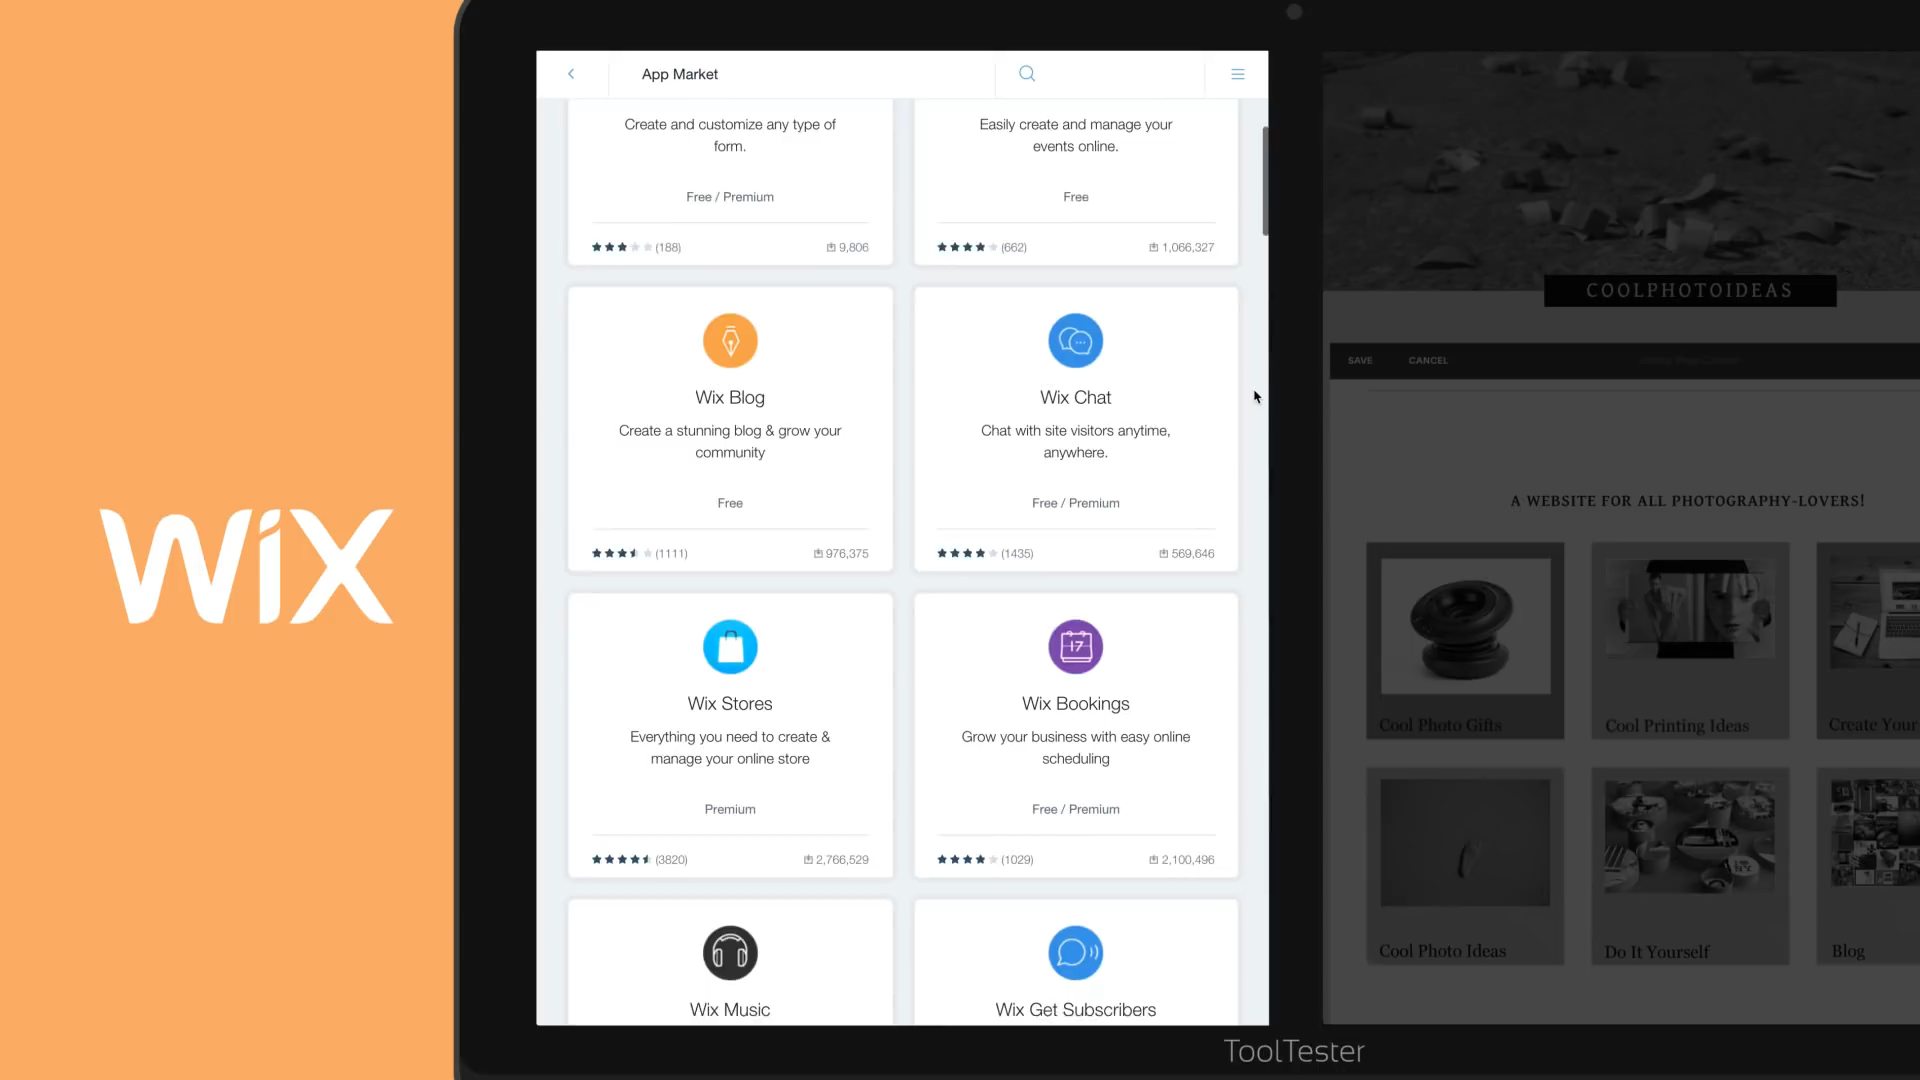 WiX
App Market
Create and customize any type of
form.
Free / Premium
(188)
9,806
Easily create and manage your
events online.
Free
(662)
1,066,327
Wix Blog
Create a stunning blog & grow your
community
Free
(1111)
976,375
Wix Chat
Chat with site visitors anytime,
anywhere.
Free / Premium
(1435)
569,646
Wix Stores
Everything you need to create &
manage your online store
Premium
(3820)
2,766,529
17
Wix Bookings
Grow your business with easy online
scheduling
Free / Premium
(1029)
2,100,496
Wix Music
Wix Get Subscribers
COOLPHOTOIDEAS
SAVE
CANCEL
A WEBSITE FOR ALL PHOTOGRAPHY-LOVERS!
Cool Photo Gifts
Cool Printing Ideas
Create Your
Cool Photo Ideas
Do It Yourself
Blog
ToolTester